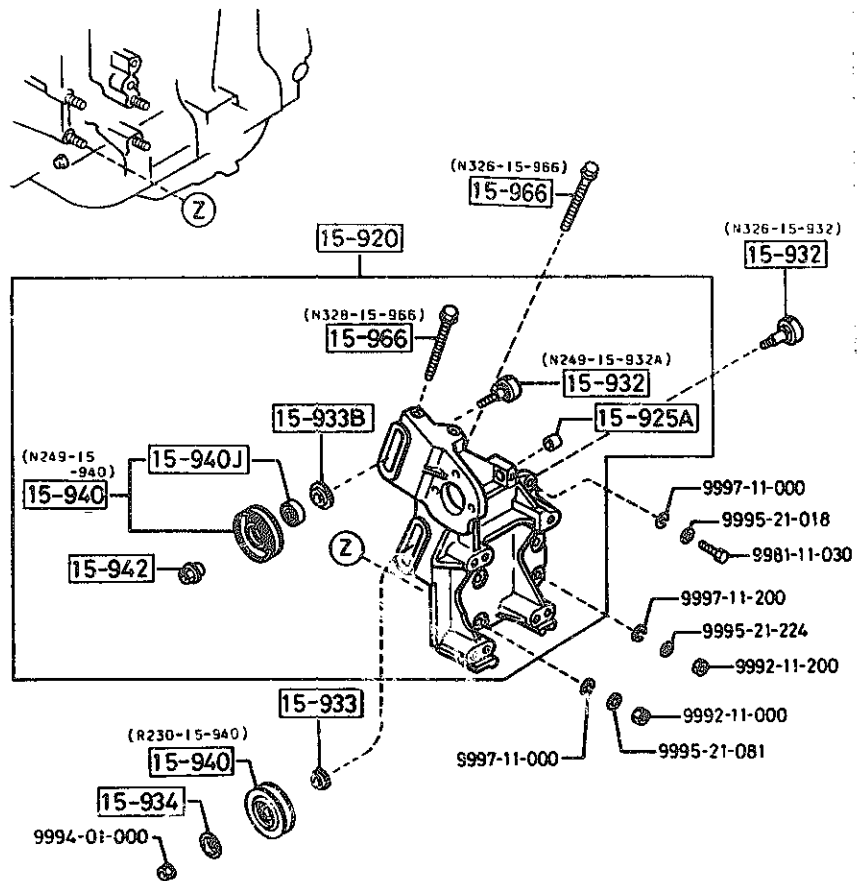 Z
(N326-15-966)
15-966
15-920
(N326-15-932)
15-932
(N328-15-966)
15-966
(N249-15-932A)
15-932
15-933B
15-925A
(N249-15
-940)
15-940J
15-940
9997-11-000
9995-21-018
9981-11-030
Z
15-942
9997-11-200
9995-21-224
9992-11-200
15-933
9992-11-000
9997-11-000
9995-21-081
(R230-15-940)
15-940
15-934
9994-01-000